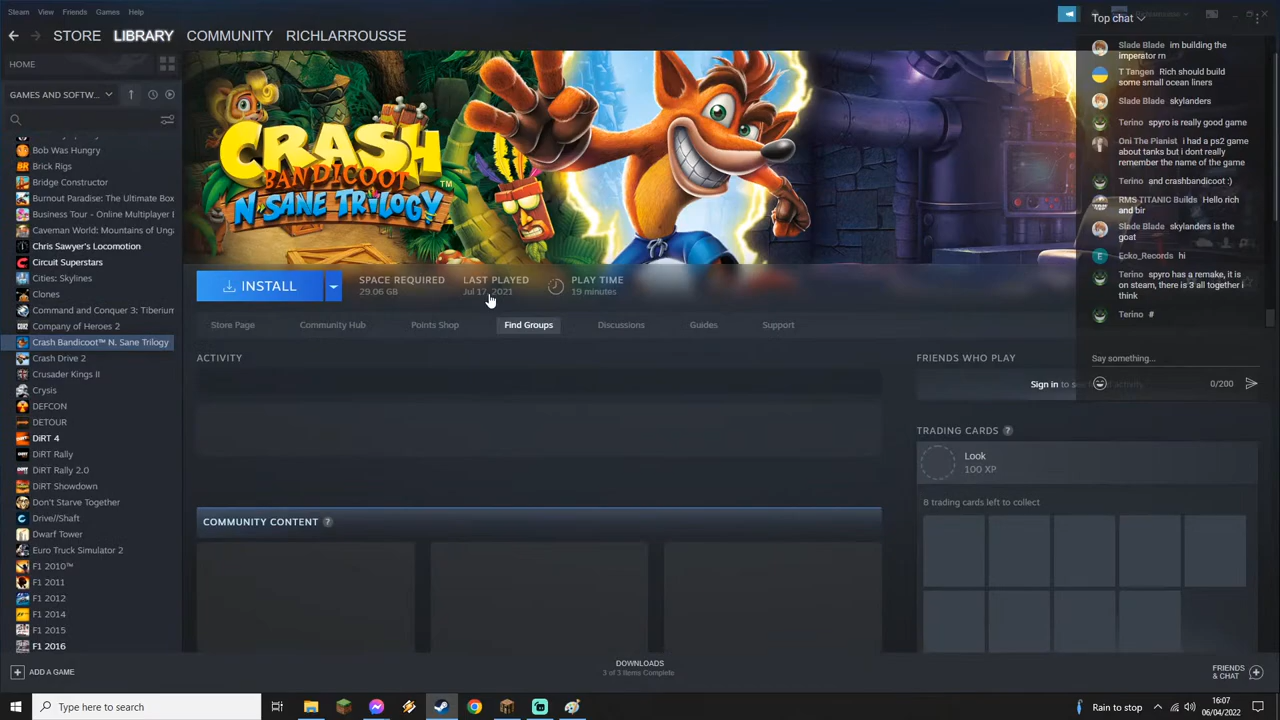 Steam View Friends Games Help
STORE LIBRARY COMMUNITY RICHLARROUSSE
HOME
GAMES AND SOFTW...
Bob Was Hungry
Brick Rigs
Bridge Constructor
Burnout Paradise: The Ultimate Box
Business Tour - Online Multiplayer
Caveman World: Mountains of Ung
Chris Sawyer's Locomotion
Circuit Superstars
Cities: Skylines
Clones
Command and Conquer 3: Tiberium
Company of Heroes 2
Crash Bandicoot™ N. Sane Trilogy
Crash Drive 2
Crusader Kings II
Crysis
DEFCON
DETOUR
DiRT 4
DiRT Rally
DiRT Rally 2.0
DiRT Showdown
Don't Starve Together
Drive//Shaft
Dwarf Tower
Euro Truck Simulator 2
F1 2010™
F1 2011
F1 2012
F1 2014
F1 2015
F1 2016
ADD A GAME
CRASH
BANDICOOT™
N. SANE TRILOGY
INSTALL
SPACE REQUIRED
29.06 GB
LAST PLAYED
Jul 17, 2021
PLAY TIME
19 minutes
Store Page Community Hub Points Shop Find Groups Discussions Guides Support
ACTIVITY
COMMUNITY CONTENT ?
FRIENDS WHO PLAY
Sign in
TRADING CARDS ?
Look
100 XP
8 trading cards left to collect
DOWNLOADS
3 of 3 Items Complete
FRIENDS
& CHAT
Top chat
Slade Blade im building the
imperator rn
T Tangen Rich should build
some small ocean liners
Slade Blade skylanders
Terino spyro is really good game
Oni The Pianist I had a ps2 game
about tanks but I dont really
remember the name of the game
Terino and crashbandicoot :)
RMS TITANIC Builds Hello rich
and bir
Slede Blade skylanders is the
goat
Ecko_Records hi
Terino spyro has a remake, it is
on steam, there is 3 all together i
think
Terino #
Say something...
0/200
Type here to search
Rain to stop
16:07
06/04/2022